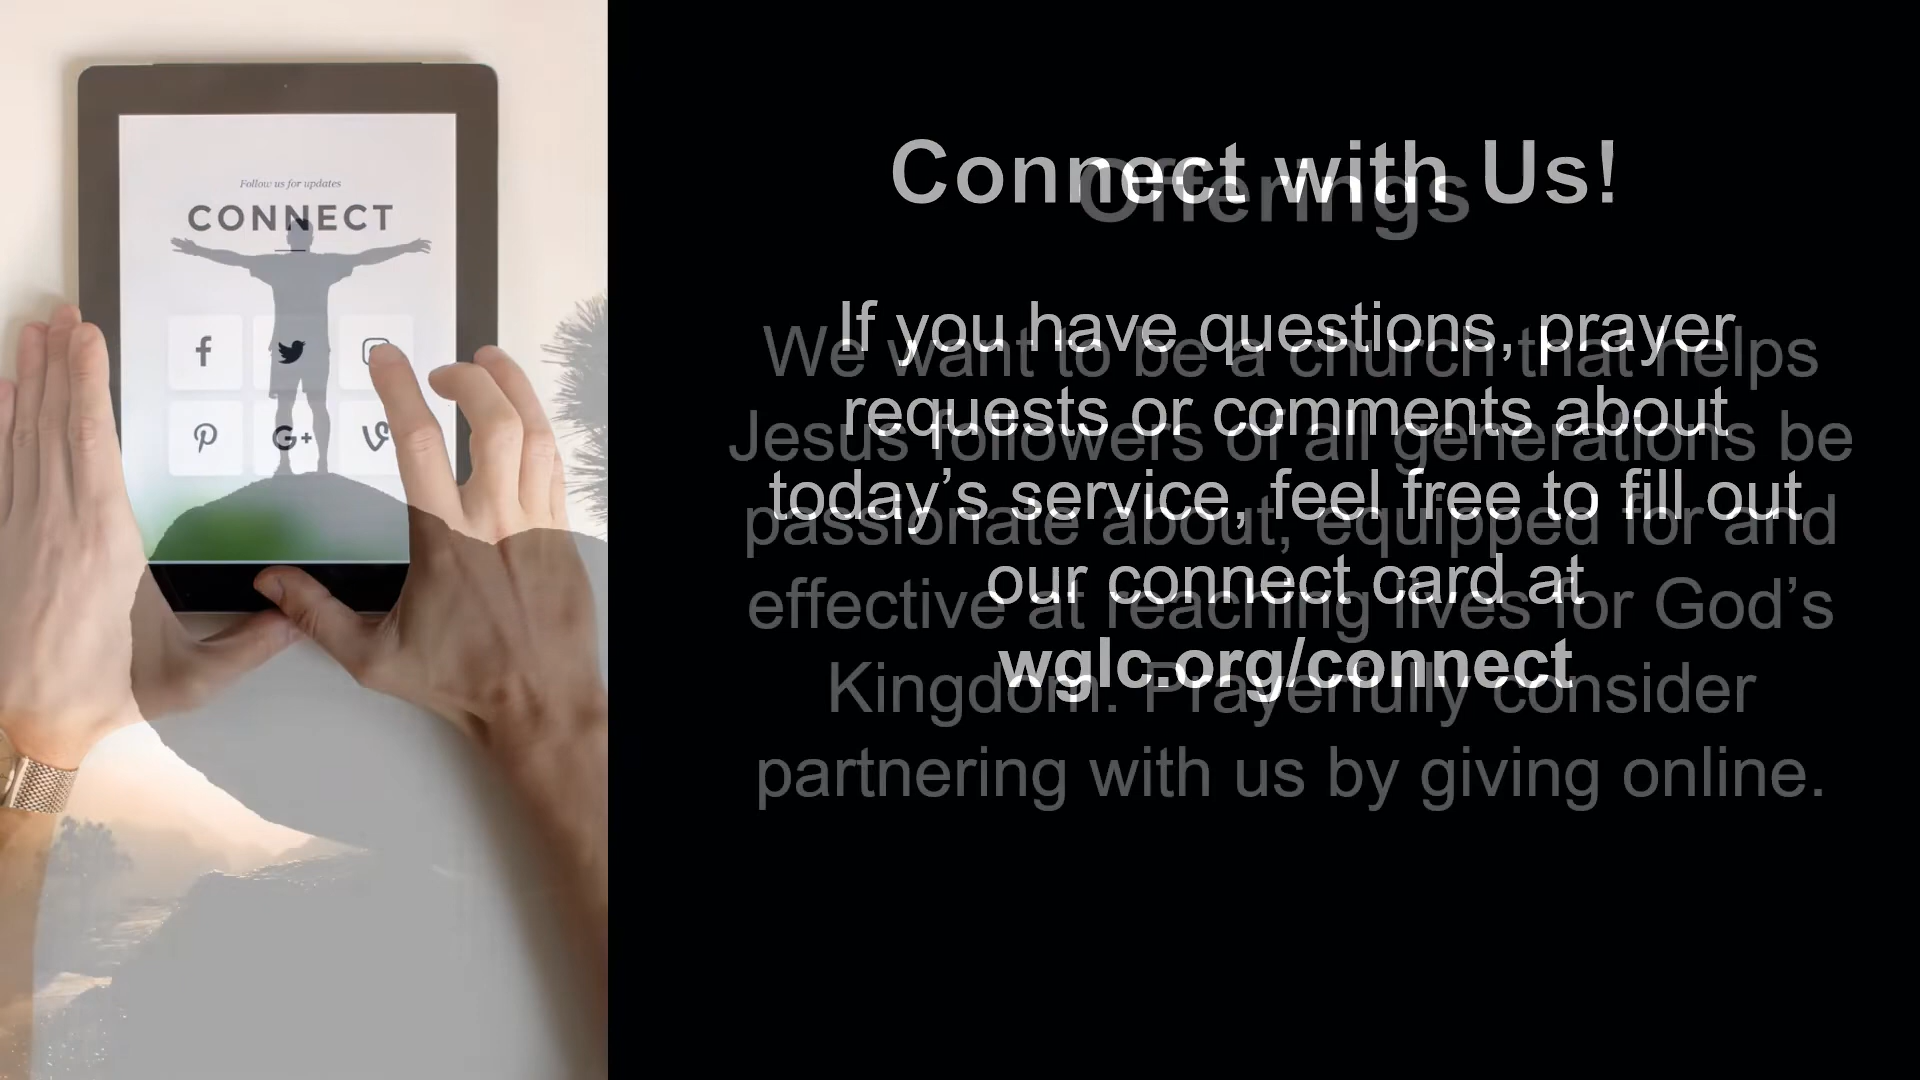 Follow us for updates
CONNECT
G+
Connect with Us!
If you have questions, prayer
requests or comments about
today’s service, feel free to fill out
our connect card at
wglc.org/connect
Offerings
We want to be a church that helps
Jesus followers of all generations be
passionate about, equipped for and
effective at reaching lives for God’s
Kingdom. Prayerfully consider
partnering with us by giving online.